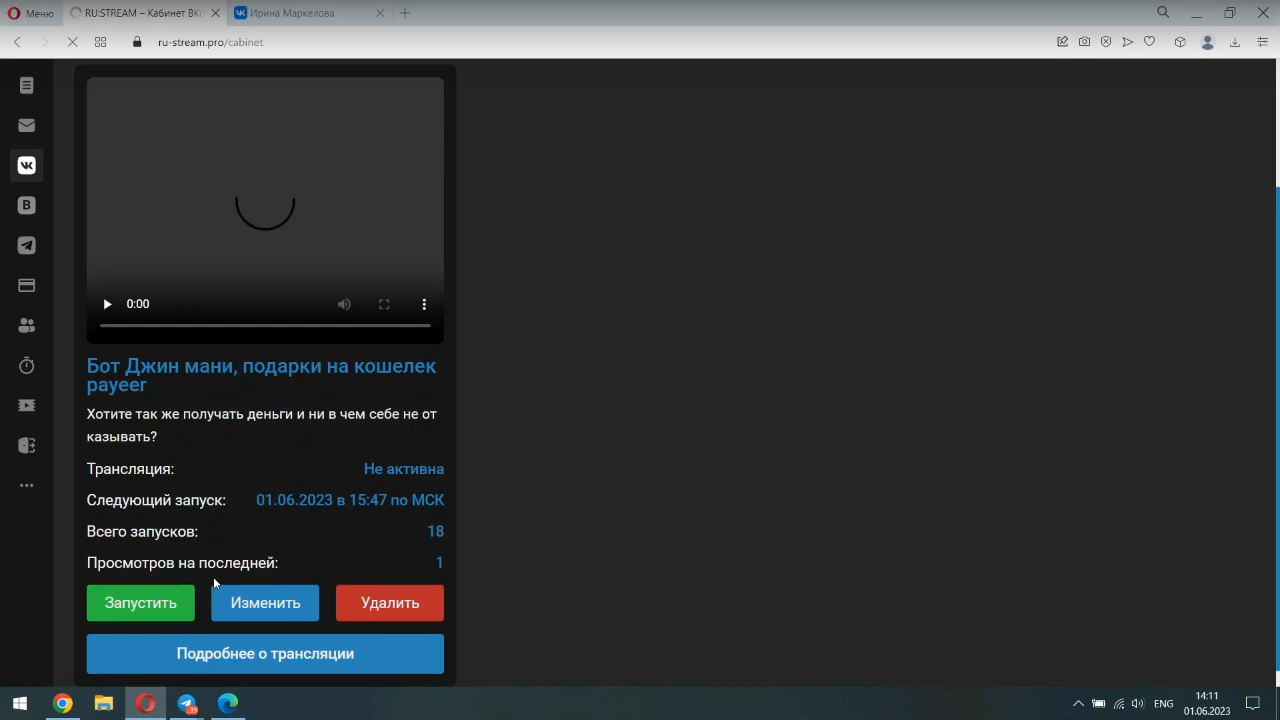 Меню
RU:STREAM – Кабинет ВКо
Ирина Маркелова
ru-stream.pro/cabinet
0:00
Бот Джин мани, подарки на кошелек
payeer
Хотите так же получать деньги и ни в чем себе не от
казывать?
Трансляция: Не активна
Следующий запуск: 01.06.2023 в 15:47 по МСК
Всего запусков: 18
Просмотров на последней: 1
Запустить Изменить Удалить
Подробнее о трансляции
39
ENG
14:11
01.06.2023